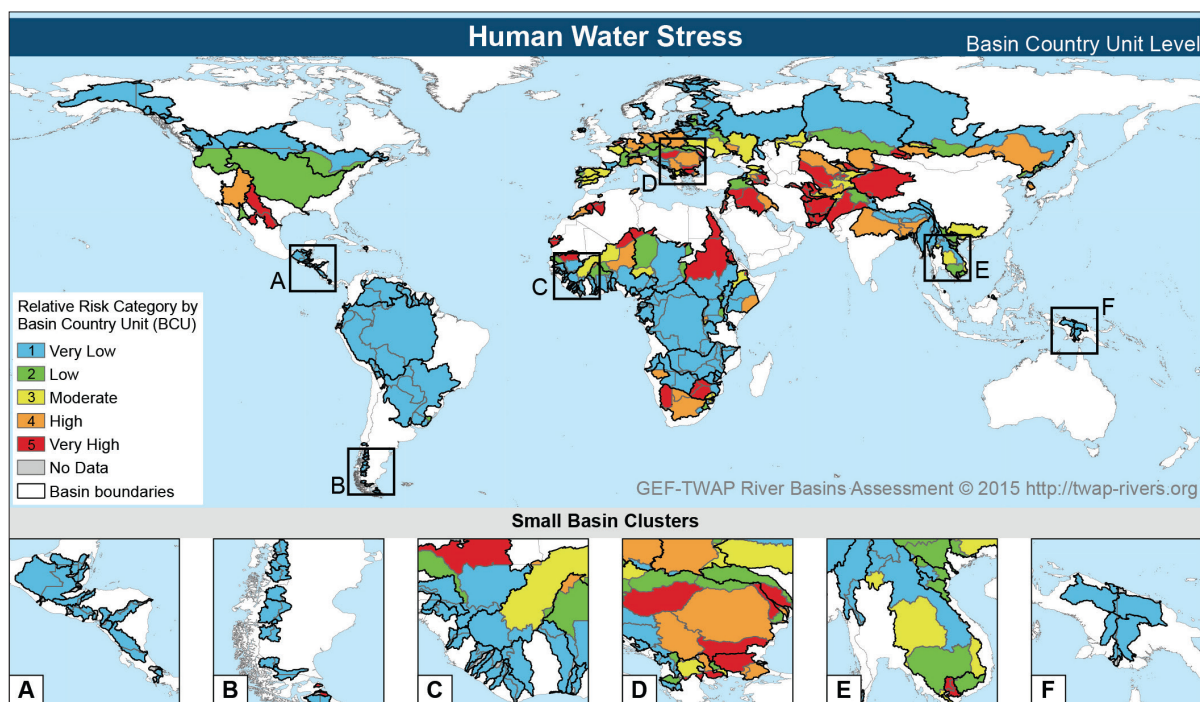 Human Water Stress
Basin Country Unit Level
A
B
C
D
E
F
Relative Risk Category by
Basin Country Unit (BCU)
1 Very Low
2 Low
3 Moderate
4 High
5 Very High
No Data
Basin boundaries
GEF-TWAP River Basins Assessment © 2015 http://twap-rivers.org
Small Basin Clusters
A
B
C
D
E
F